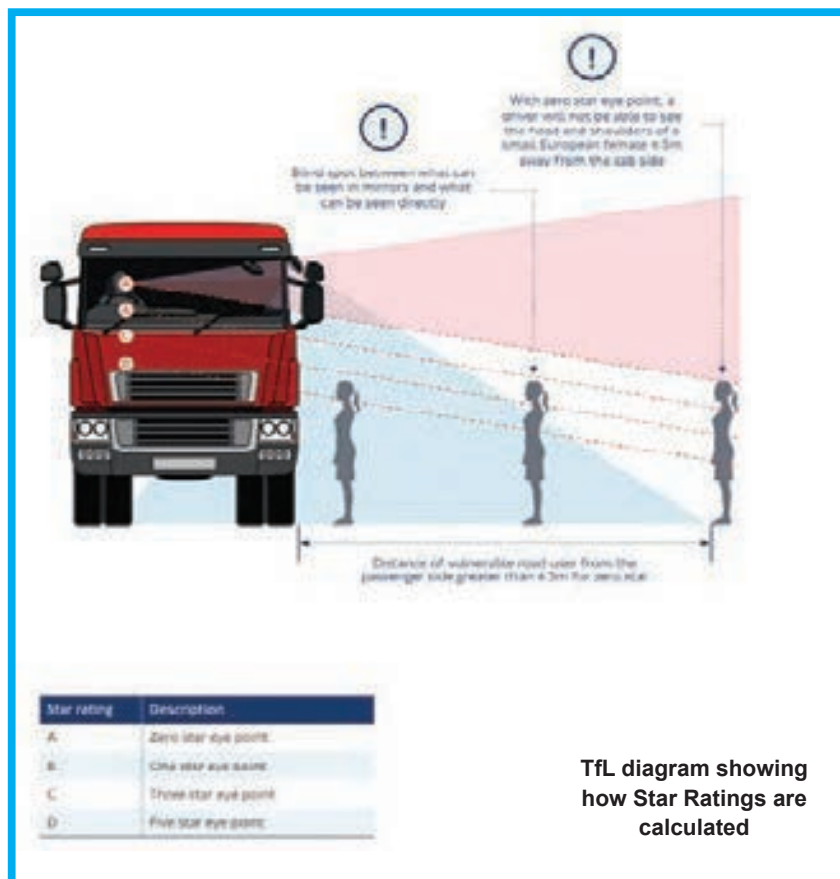 !
!
With zero star eye point, a
driver will not be able to see
the head and shoulders of a
small European female 4.5m
away from the cab side
Blind spot between what can
be seen in mirrors and what
can be seen directly
A
C
D
Distance of vulnerable road user from the
passenger side greater than 4.5m for zero star
Star rating Description
A Zero star eye point
B One star eye point
C Three star eye point
D Five star eye point
TfL diagram showing
how Star Ratings are
calculated